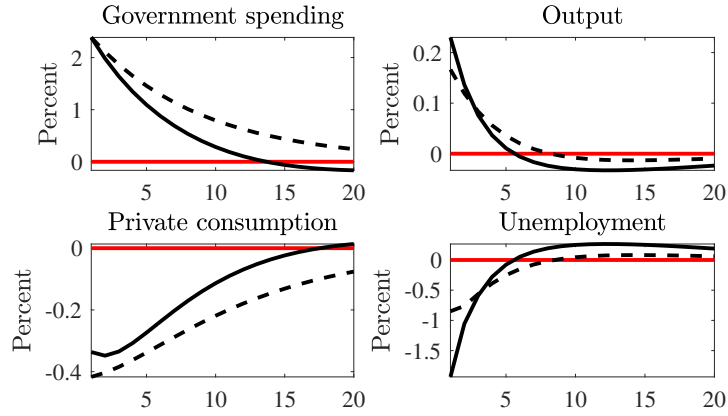 Government spending
Percent
2
1
0
5 10 15 20
Output
Percent
0.2
0.1
0
5 10 15 20
Private consumption
Percent
0
-0.2
-0.4
5 10 15 20
Unemployment
Percent
0
-0.5
-1
-1.5
5 10 15 20